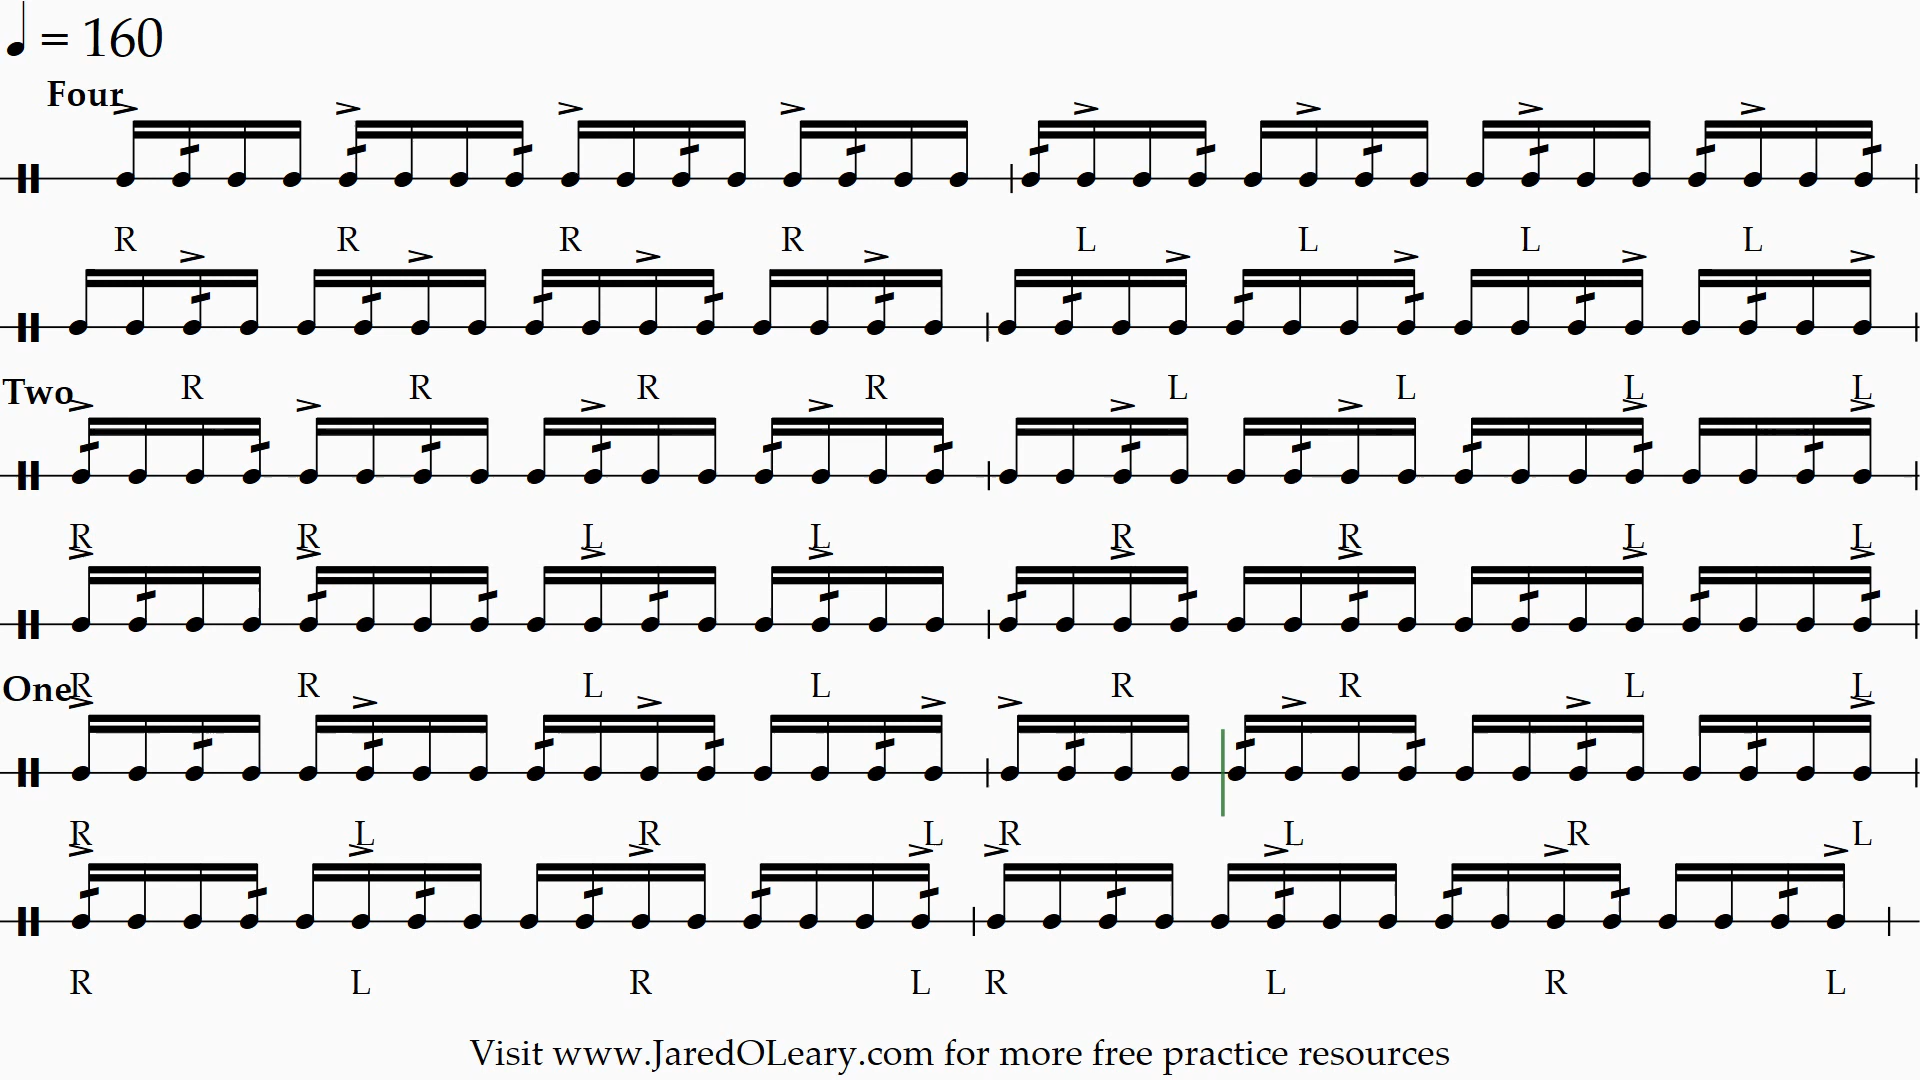 ♩ = 160
Four
R R R R L L L L
R R R R L L L L
Two
R R L L R R L L
R R L L R R L L
One
R L R L R L R L
R L R L R L R L
Visit www.JaredOLeary.com for more free practice resources